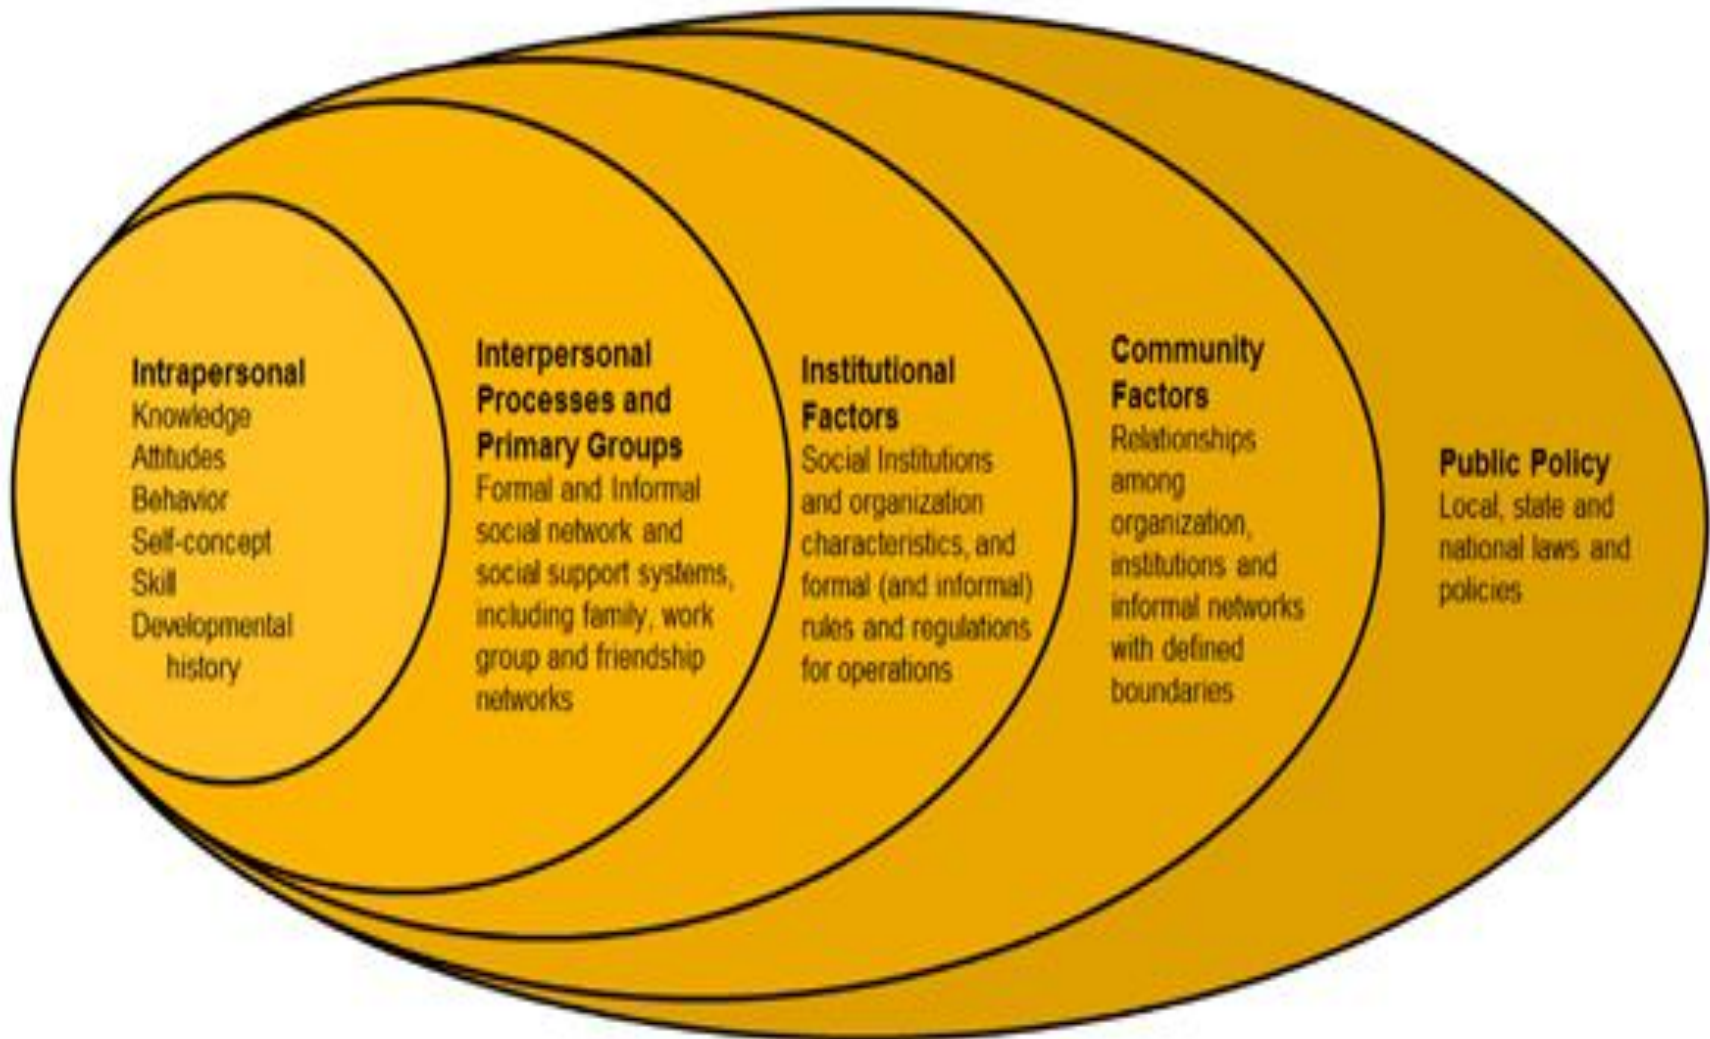 Intrapersonal
Knowledge
Attitudes
Behavior
Self-concept
Skill
Developmental
history
Interpersonal
Processes and
Primary Groups
Formal and Informal
social network and
social support systems,
including family, work
group and friendship
networks
Institutional
Factors
Social Institutions
and organization
characteristics, and
formal (and informal)
rules and regulations
for operations
Community
Factors
Relationships
among
organization,
institutions and
informal networks
with defined
boundaries
Public Policy
Local, state and
national laws and
policies